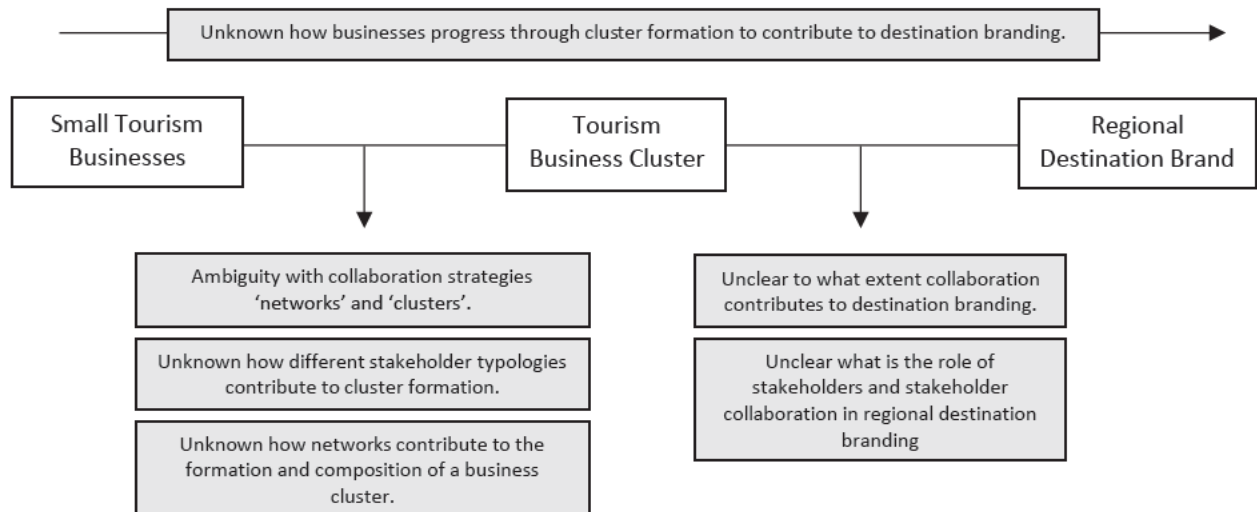 Unknown how businesses progress through cluster formation to contribute to destination branding.
Small Tourism
Businesses
Tourism
Business Cluster
Regional
Destination Brand
Ambiguity with collaboration strategies
‘networks’ and ‘clusters’.
Unknown how different stakeholder typologies
contribute to cluster formation.
Unknown how networks contribute to the
formation and composition of a business
cluster.
Unclear to what extent collaboration
contributes to destination branding.
Unclear what is the role of
stakeholders and stakeholder
collaboration in regional destination
branding